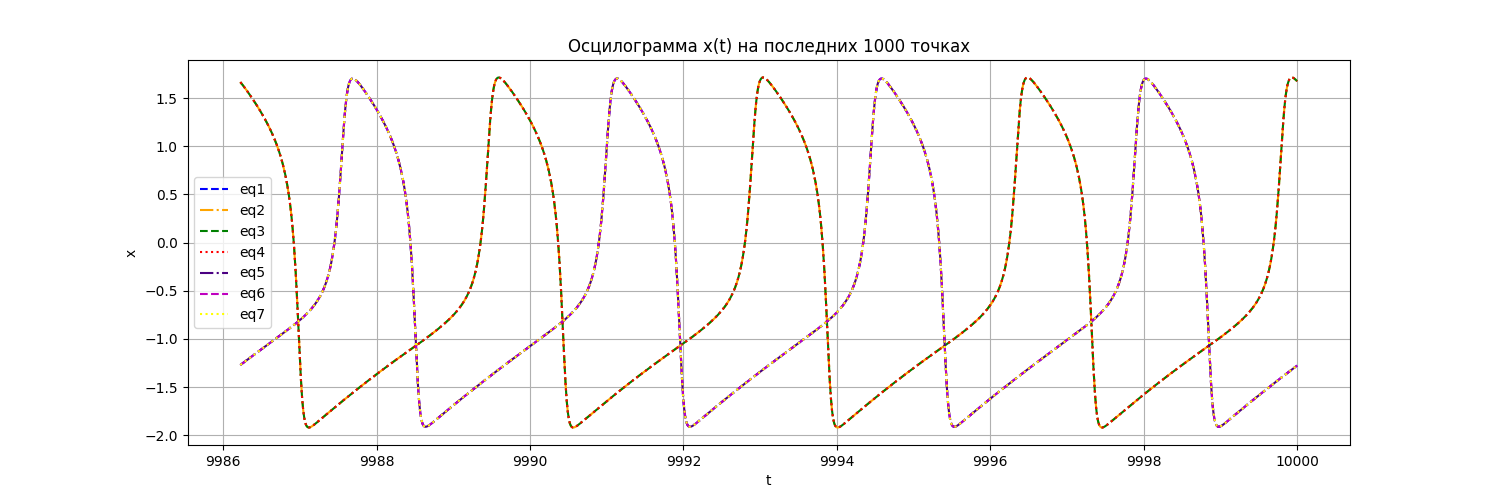 Осцилограмма x(t) на последних 1000 точках
x
1.5
1.0
0.5
0.0
−0.5
−1.0
−1.5
−2.0
eq1
eq2
eq3
eq4
eq5
eq6
eq7
9986 9988 9990 9992 9994 9996 9998 10000
t